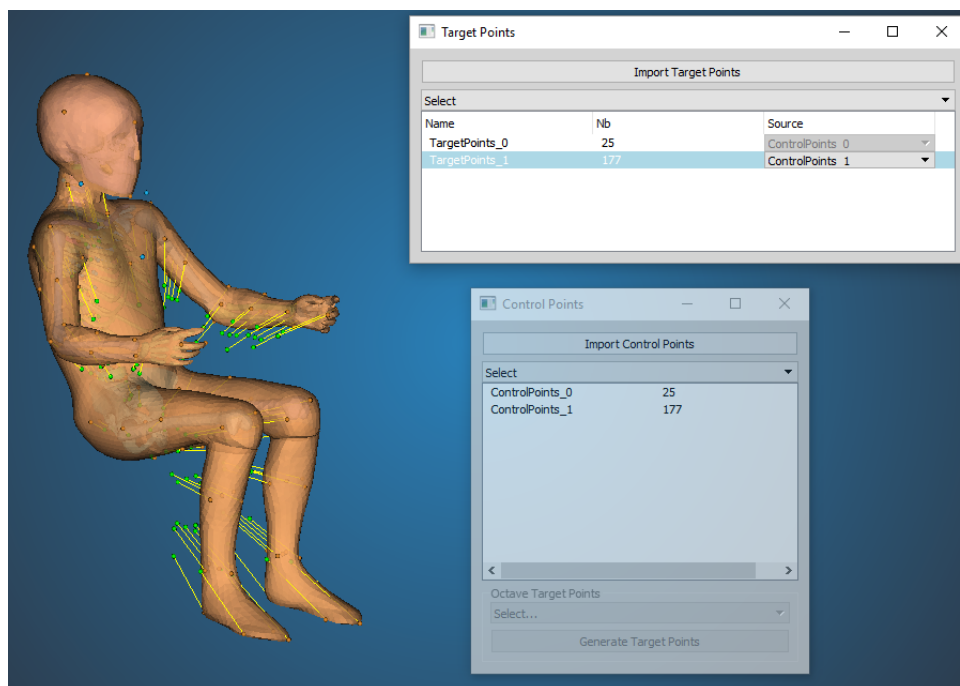 Target Points
Import Target Points
Select
Name Nb Source
TargetPoints_0 25 ControlPoints 0
TargetPoints_1 177 ControlPoints 1
Control Points
Import Control Points
Select
ControlPoints_0 25
ControlPoints_1 177
Octave Target Points
Select...
Generate Target Points